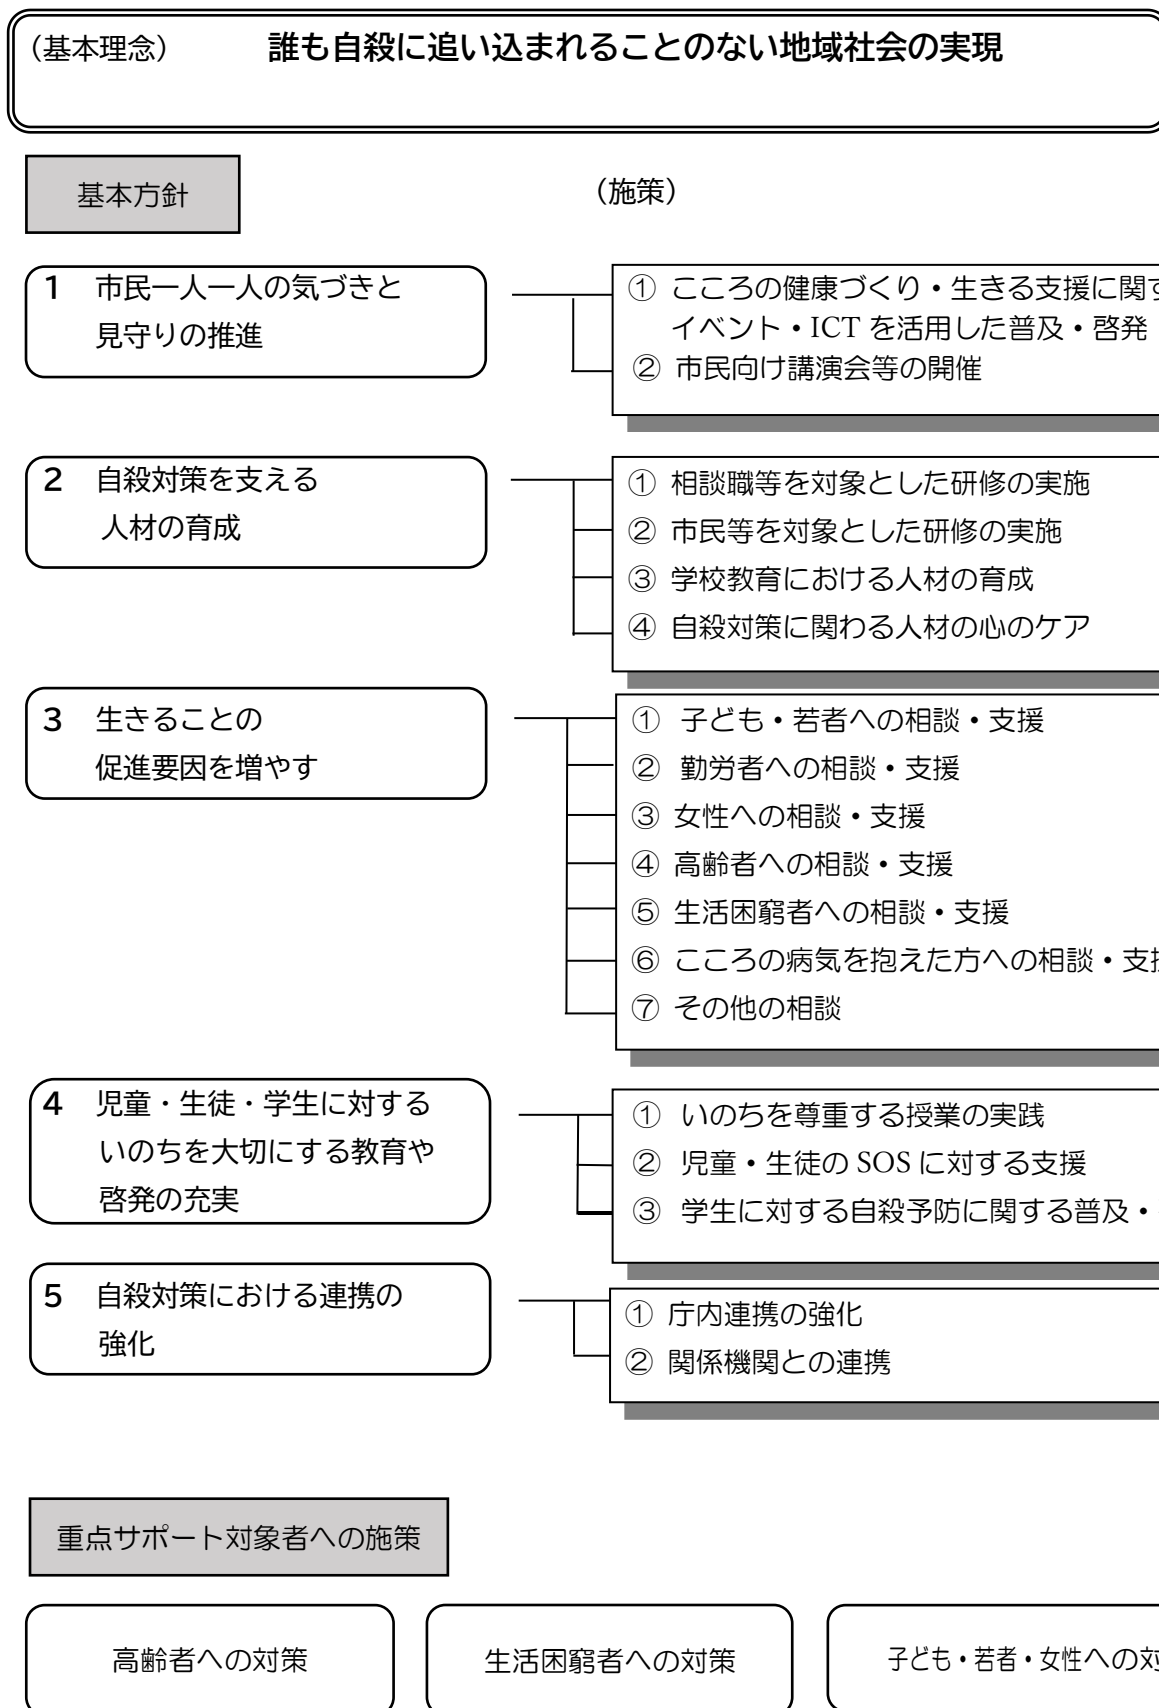 （基本理念） 誰も自殺に追い込まれることのない地域社会の実現
基本方針
（施策）
1 市民一人一人の気づきと
見守りの推進
① こころの健康づくり・生きる支援に関す
イベント・ICT を活用した普及・啓発
② 市民向け講演会等の開催
2 自殺対策を支える
人材の育成
① 相談職等を対象とした研修の実施
② 市民等を対象とした研修の実施
③ 学校教育における人材の育成
④ 自殺対策に関わる人材の心のケア
3 生きることの
促進要因を増やす
① 子ども・若者への相談・支援
② 勤労者への相談・支援
③ 女性への相談・支援
④ 高齢者への相談・支援
⑤ 生活困窮者への相談・支援
⑥ こころの病気を抱えた方への相談・支援
⑦ その他の相談
4 児童・生徒・学生に対する
いのちを大切にする教育や
啓発の充実
① いのちを尊重する授業の実践
② 児童・生徒の SOS に対する支援
③ 学生に対する自殺予防に関する普及・
5 自殺対策における連携の
強化
① 庁内連携の強化
② 関係機関との連携
重点サポート対象者への施策
高齢者への対策
生活困窮者への対策
子ども・若者・女性への対